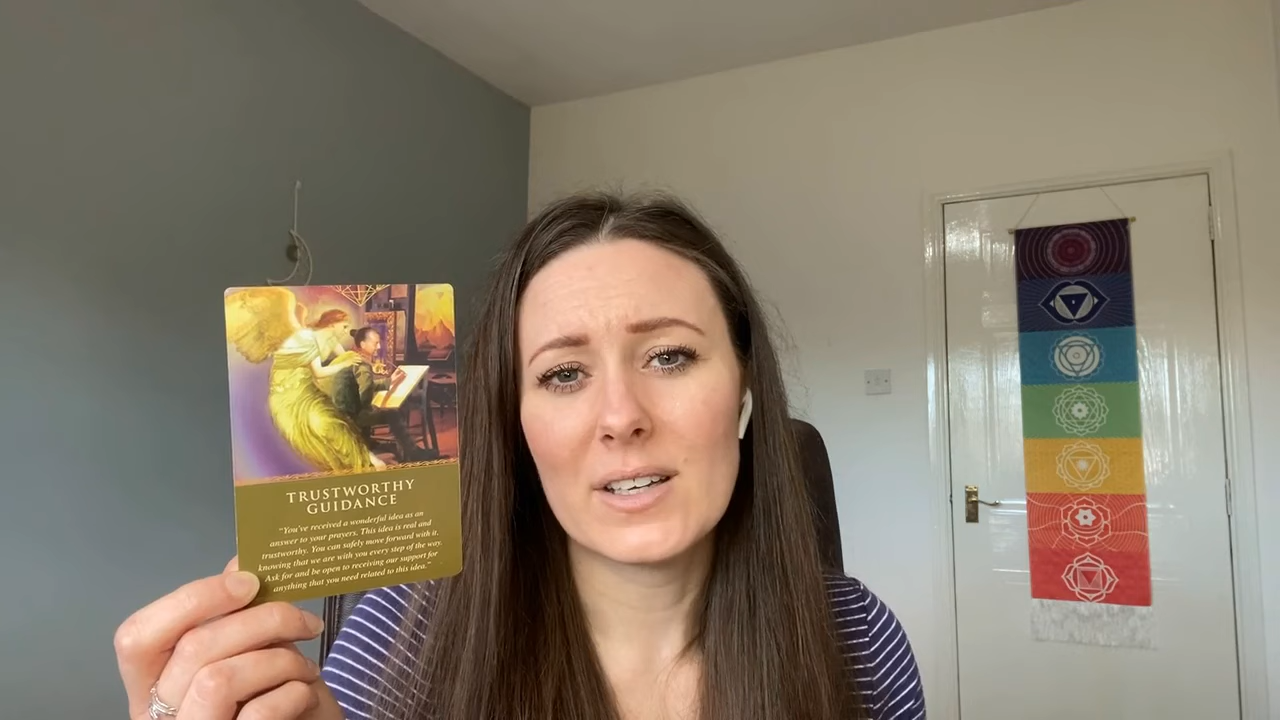 TRUSTWORTHY
GUIDANCE
"You've received a wonderful idea as an
answer to your prayers. This idea is real and
trustworthy. You can safely move forward with it,
knowing that we are with you every step of the way.
Ask for and be open to receiving our support for
anything that you need related to this idea."